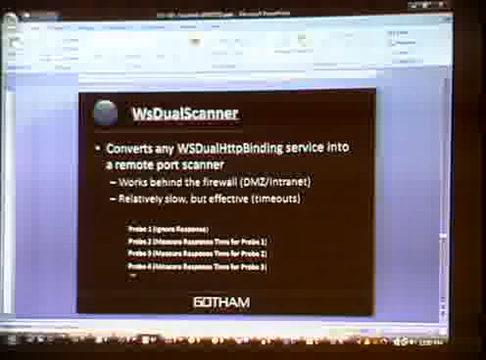 WsDualScanner
• Converts any WSDualHttpBinding service into
a remote port scanner
– Works behind the firewall (DMZ/Intranet)
– Relatively slow, but effective (timeouts)
Probe 1 (Ignore Response)
Probe 2 (Measure Response Time for Probe 1)
Probe 3 (Measure Response Time for Probe 2)
Probe 4 (Measure Response Time for Probe 3)
...
GOTHAM